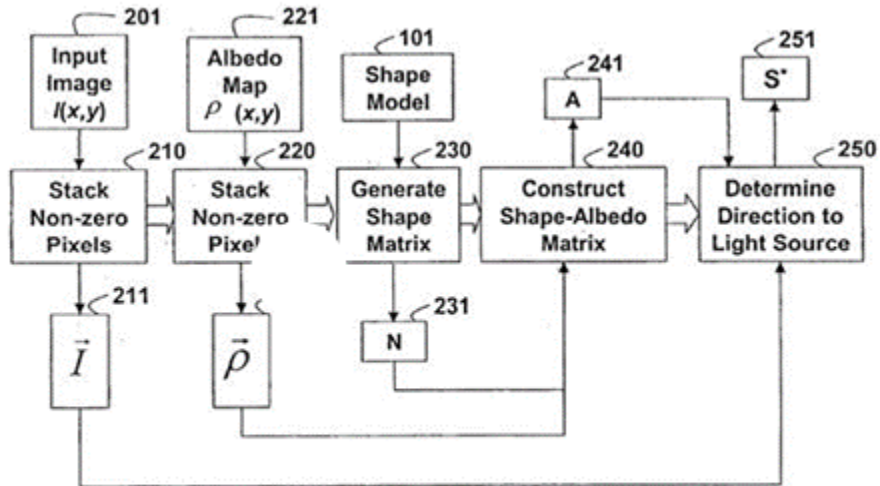 201
Input
Image
I(x,y)
221
Albedo
Map
ρ (x,y)
101
Shape
Model
241
A
251
S*
210
Stack
Non-zero
Pixels
220
Stack
Non-zero
230
Generate
Shape
Matrix
240
Construct
Shape-Albedo
Matrix
250
Determine
Direction to
Light Source
211
I⃗
ρ⃗
231
N